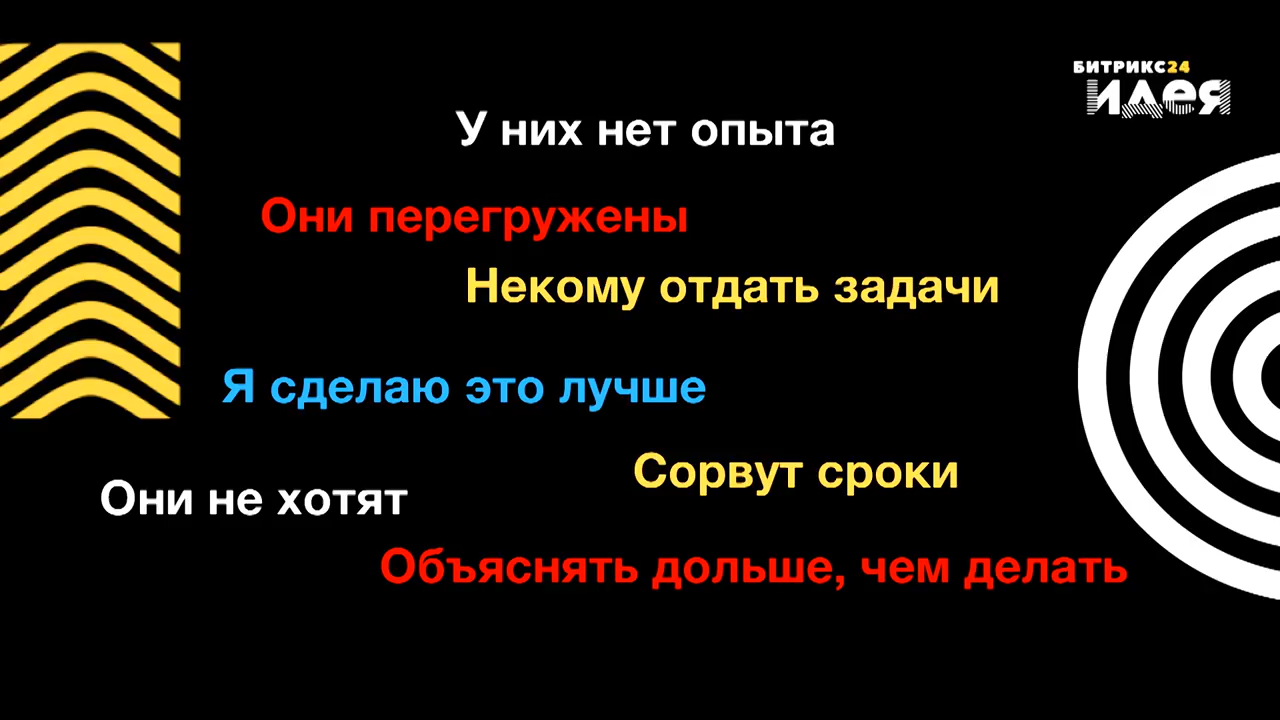 БИТРИКС24
идея
У них нет опыта
Они перегружены
Некому отдать задачи
Я сделаю это лучше
Сорвут сроки
Они не хотят
Объяснять дольше, чем делать